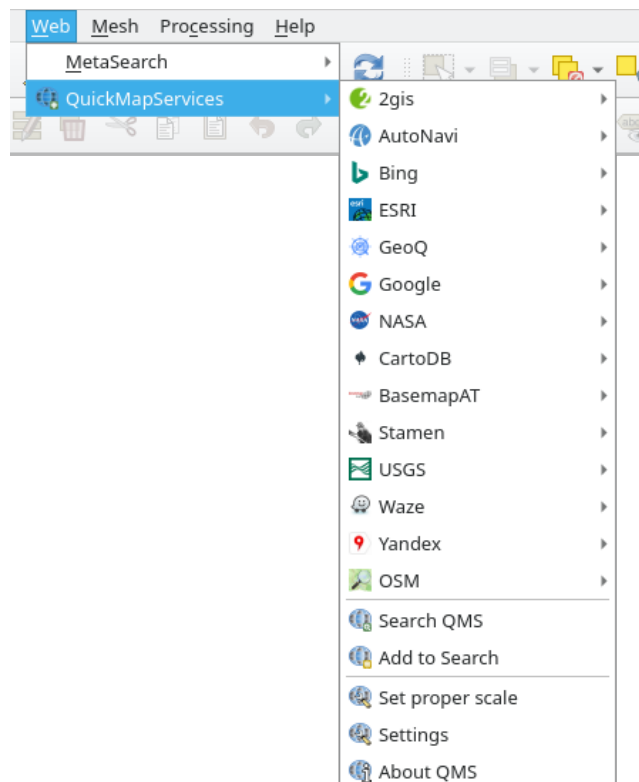 Web Mesh Processing Help
MetaSearch
QuickMapServices
2gis
AutoNavi
Bing
ESRI
GeoQ
Google
NASA
CartoDB
BasemapAT
Stamen
USGS
Waze
Yandex
OSM
Search QMS
Add to Search
Set proper scale
Settings
About QMS